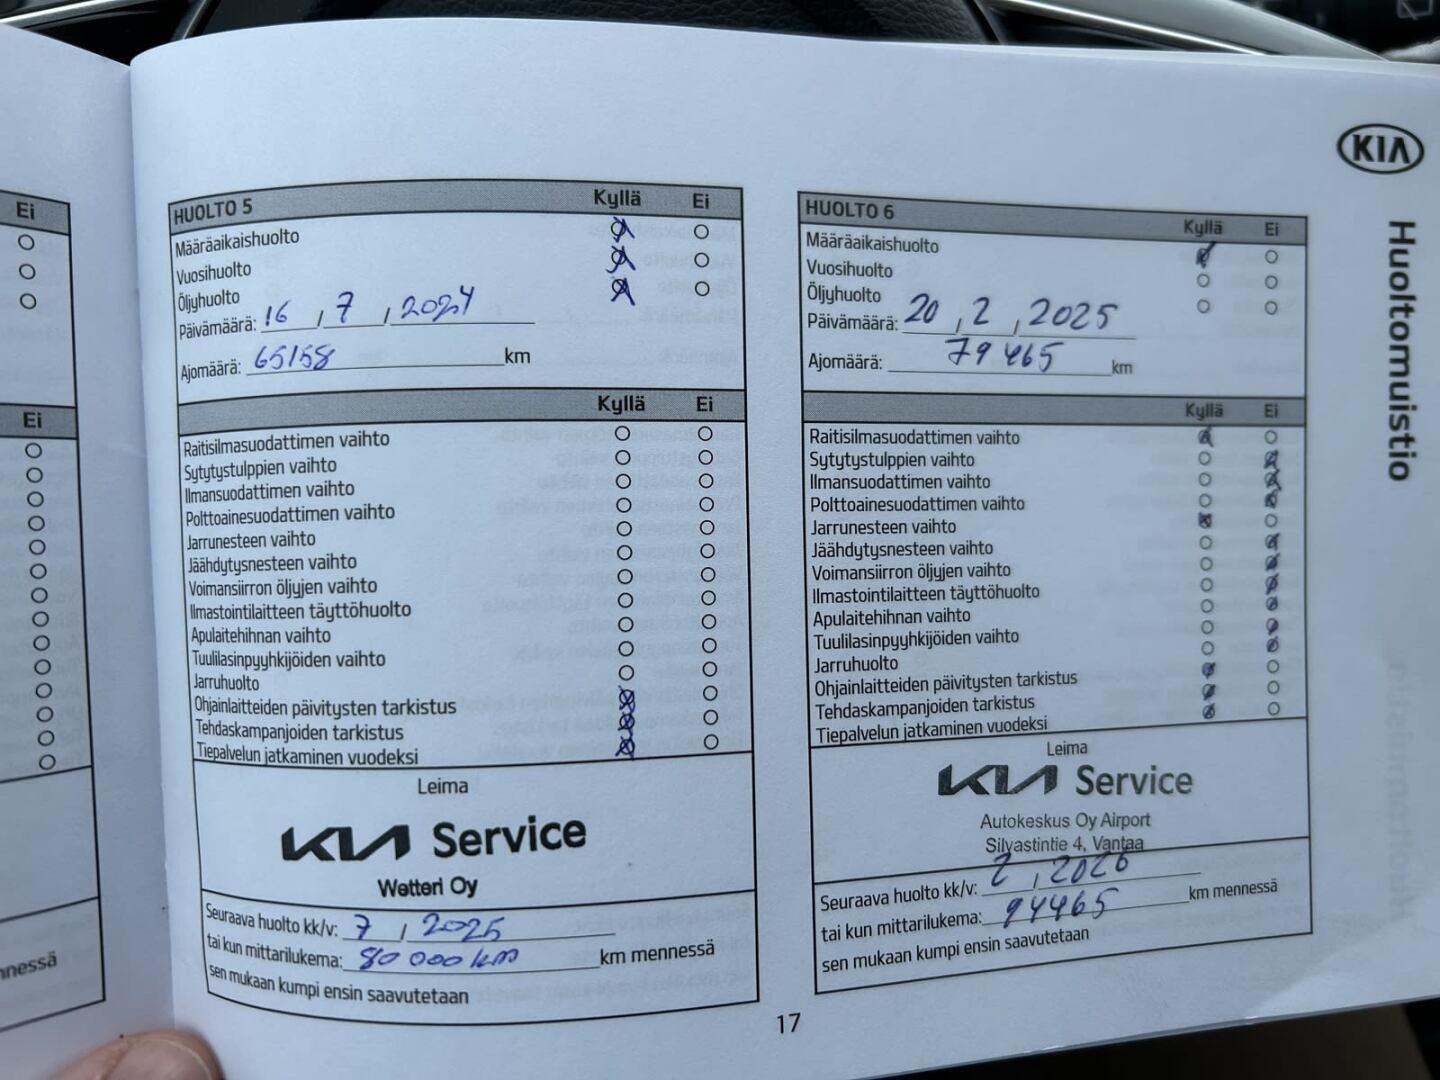 KIA
Huoltomuistio
Ei
Ei
nnessä
HUOLTO 5 Kyllä Ei
Määräaikaishuolto
Vuosihuolto
Öljyhuolto
Päivämäärä: 16 / 7 / 2024
Ajomäärä: 65158 km
Kyllä Ei
Raitisilmasuodattimen vaihto
Sytytystulppien vaihto
Ilmansuodattimen vaihto
Polttoainesuodattimen vaihto
Jarrunesteen vaihto
Jäähdytysnesteen vaihto
Voimansiirron öljyjen vaihto
Ilmastointilaitteen täyttöhuolto
Apulaitehihnan vaihto
Tuulilasinpyyhkijöiden vaihto
Jarruhuolto
Ohjainlaitteiden päivitysten tarkistus
Tehdaskampanjoiden tarkistus
Tiepalvelun jatkaminen vuodeksi
Leima
KIA Service
Wetteri Oy
Seuraava huolto kk/v: 7 / 2025
tai kun mittarilukema: 80 000 km km mennessä
sen mukaan kumpi ensin saavutetaan
HUOLTO 6 Kyllä Ei
Määräaikaishuolto
Vuosihuolto
Öljyhuolto
Päivämäärä: 20 / 2 / 2025
Ajomäärä: 79465 km
Kyllä Ei
Raitisilmasuodattimen vaihto
Sytytystulppien vaihto
Ilmansuodattimen vaihto
Polttoainesuodattimen vaihto
Jarrunesteen vaihto
Jäähdytysnesteen vaihto
Voimansiirron öljyjen vaihto
Ilmastointilaitteen täyttöhuolto
Apulaitehihnan vaihto
Tuulilasinpyyhkijöiden vaihto
Jarruhuolto
Ohjainlaitteiden päivitysten tarkistus
Tehdaskampanjoiden tarkistus
Tiepalvelun jatkaminen vuodeksi
Leima
KIA Service
Autokeskus Oy Airport
Silvastintie 4, Vantaa
Seuraava huolto kk/v: 2 / 2026
tai kun mittarilukema: 94465 km mennessä
sen mukaan kumpi ensin saavutetaan
17